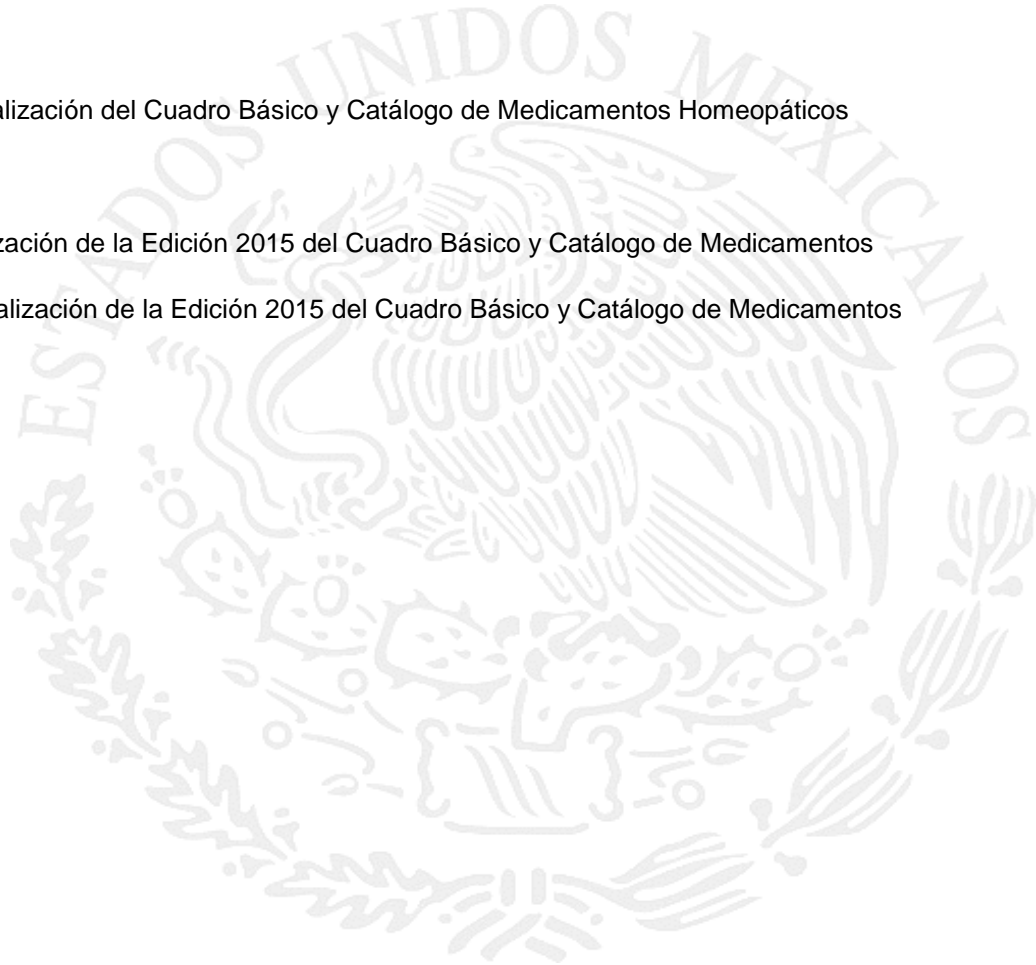 alización del Cuadro Básico y Catálogo de Medicamentos Homeopáticos
zación de la Edición 2015 del Cuadro Básico y Catálogo de Medicamentos
alización de la Edición 2015 del Cuadro Básico y Catálogo de Medicamentos
ESTADOS UNIDOS MEXICANOS